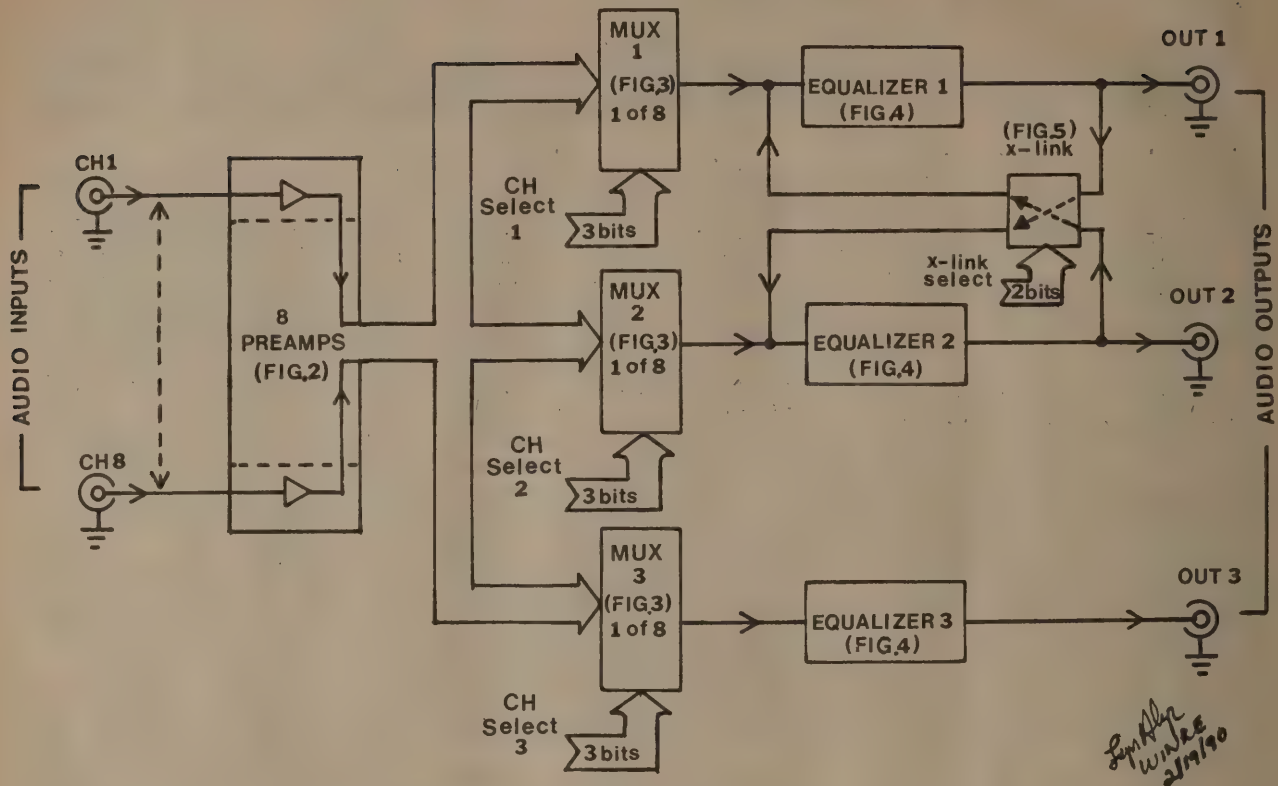 AUDIO INPUTS
CH1
CH8
8
PREAMPS
(FIG.2)
MUX
1
(FIG.3)
1 of 8
CH
Select
1
3 bits
MUX
2
(FIG.3)
1 of 8
CH
Select
2
3 bits
MUX
3
(FIG.3)
1 of 8
CH
Select
3
3 bits
EQUALIZER 1
(FIG.4)
(FIG.5)
x-link
x-link
select
2 bits
EQUALIZER 2
(FIG.4)
EQUALIZER 3
(FIG.4)
OUT 1
OUT 2
OUT 3
AUDIO OUTPUTS
2/19/90